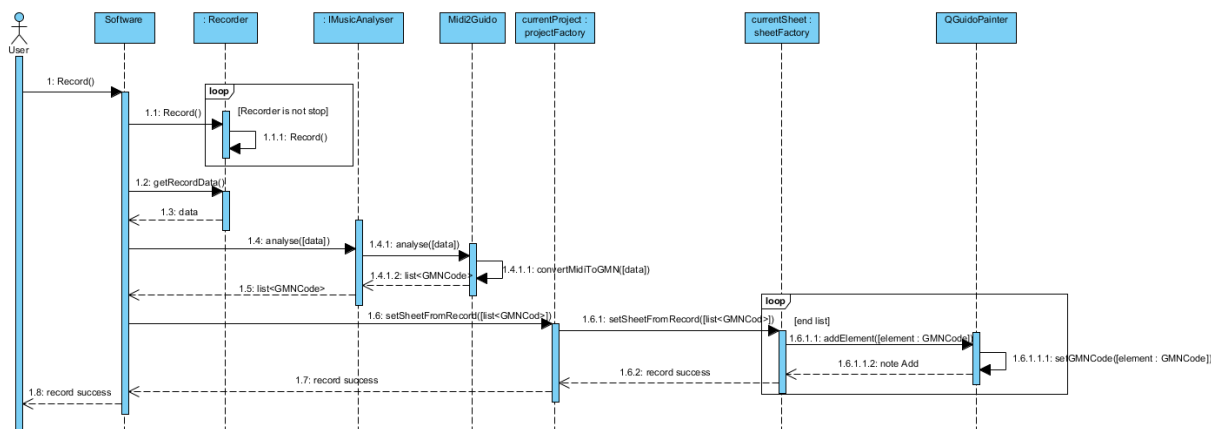 Software
: Recorder
: IMusicAnalyser
Midi2Guido
currentProject :
projectFactory
currentSheet :
sheetFactory
QGuidoPainter
User
1: Record()
loop
1.1: Record()
[Recorder is not stop]
1.1.1: Record()
1.2: getRecordData()
1.3: data
1.4: analyse([data])
1.4.1: analyse([data])
1.4.1.1: convertMidiToGMN([data])
1.4.1.2: list<GMNCode>
1.5: list<GMNCode>
loop
1.6: setSheetFromRecord([list<GMNCod>])
1.6.1: setSheetFromRecord([list<GMNCod>])
[end list]
1.6.1.1: addElement([element : GMNCode])
1.6.1.1.1: setGMNCode([element : GMNCode])
1.6.1.1.2: note Add
1.6.2: record success
1.7: record success
1.8: record success